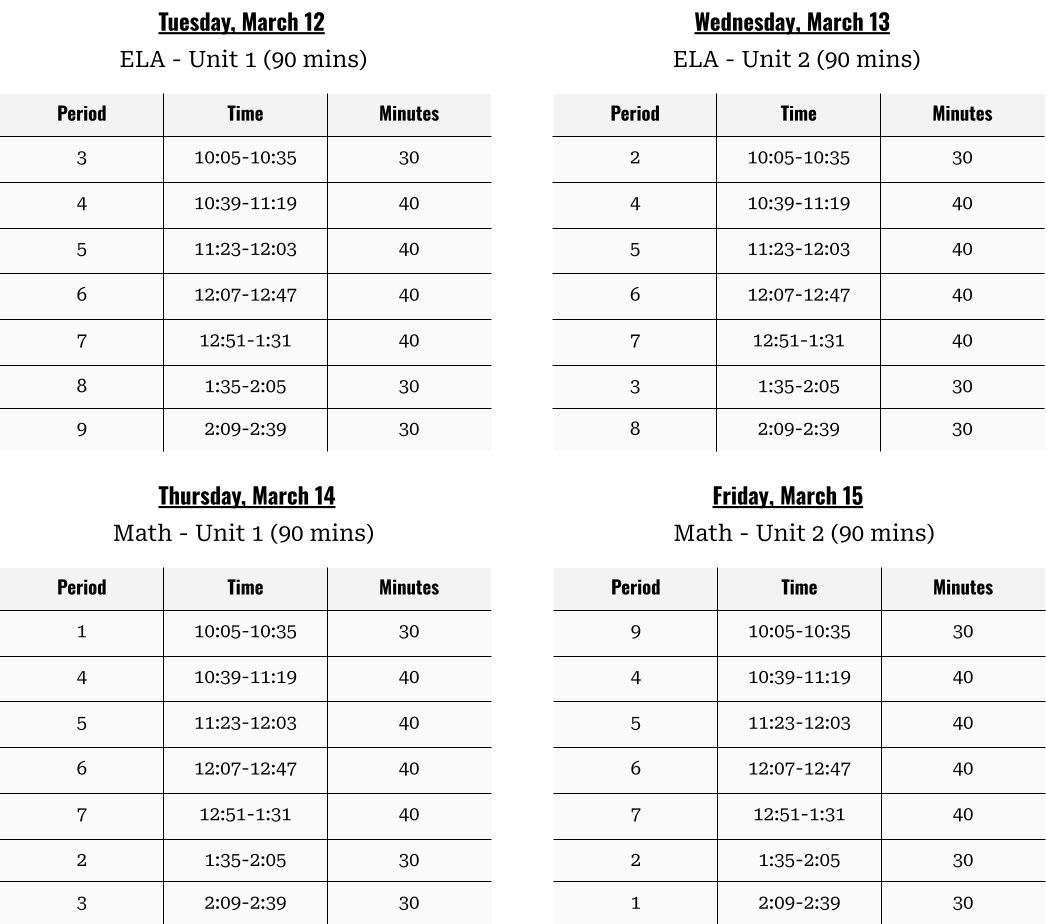 Tuesday, March 12
ELA - Unit 1 (90 mins)
Period Time Minutes
3 10:05-10:35 30
4 10:39-11:19 40
5 11:23-12:03 40
6 12:07-12:47 40
7 12:51-1:31 40
8 1:35-2:05 30
9 2:09-2:39 30
Wednesday, March 13
ELA - Unit 2 (90 mins)
Period Time Minutes
2 10:05-10:35 30
4 10:39-11:19 40
5 11:23-12:03 40
6 12:07-12:47 40
7 12:51-1:31 40
3 1:35-2:05 30
8 2:09-2:39 30
Thursday, March 14
Math - Unit 1 (90 mins)
Period Time Minutes
1 10:05-10:35 30
4 10:39-11:19 40
5 11:23-12:03 40
6 12:07-12:47 40
7 12:51-1:31 40
2 1:35-2:05 30
3 2:09-2:39 30
Friday, March 15
Math - Unit 2 (90 mins)
Period Time Minutes
9 10:05-10:35 30
4 10:39-11:19 40
5 11:23-12:03 40
6 12:07-12:47 40
7 12:51-1:31 40
2 1:35-2:05 30
1 2:09-2:39 30